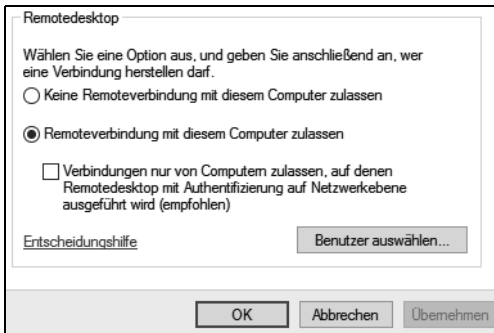 Remotedesktop
Wählen Sie eine Option aus, und geben Sie anschließend an, wer
eine Verbindung herstellen darf.
Keine Remoteverbindung mit diesem Computer zulassen
Remoteverbindung mit diesem Computer zulassen
Verbindungen nur von Computern zulassen, auf denen
Remotedesktop mit Authentifizierung auf Netzwerkebene
ausgeführt wird (empfohlen)
Entscheidungshilfe
Benutzer auswählen...
OK
Abbrechen
Übernehmen